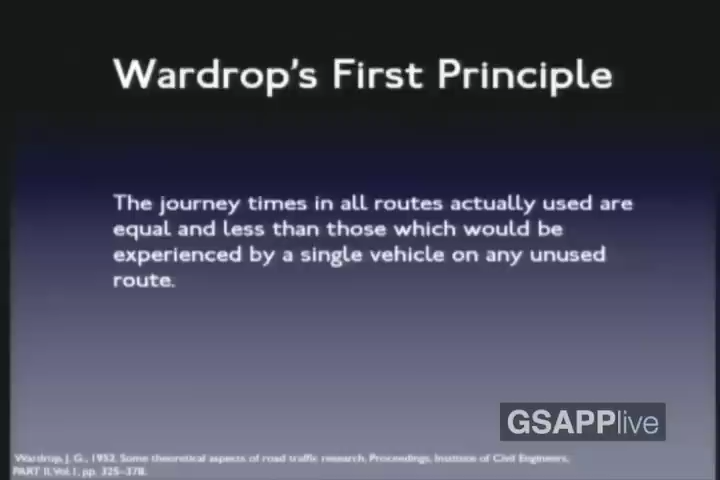 Wardrop's First Principle
The journey times in all routes actually used are
equal and less than those which would be
experienced by a single vehicle on any unused
route.
GSAPPlive
Wardrop, J. G., 1952. Some theoretical aspects of road traffic research, Proceedings, Institute of Civil Engineers,
PART II, Vol.1, pp. 325-378.